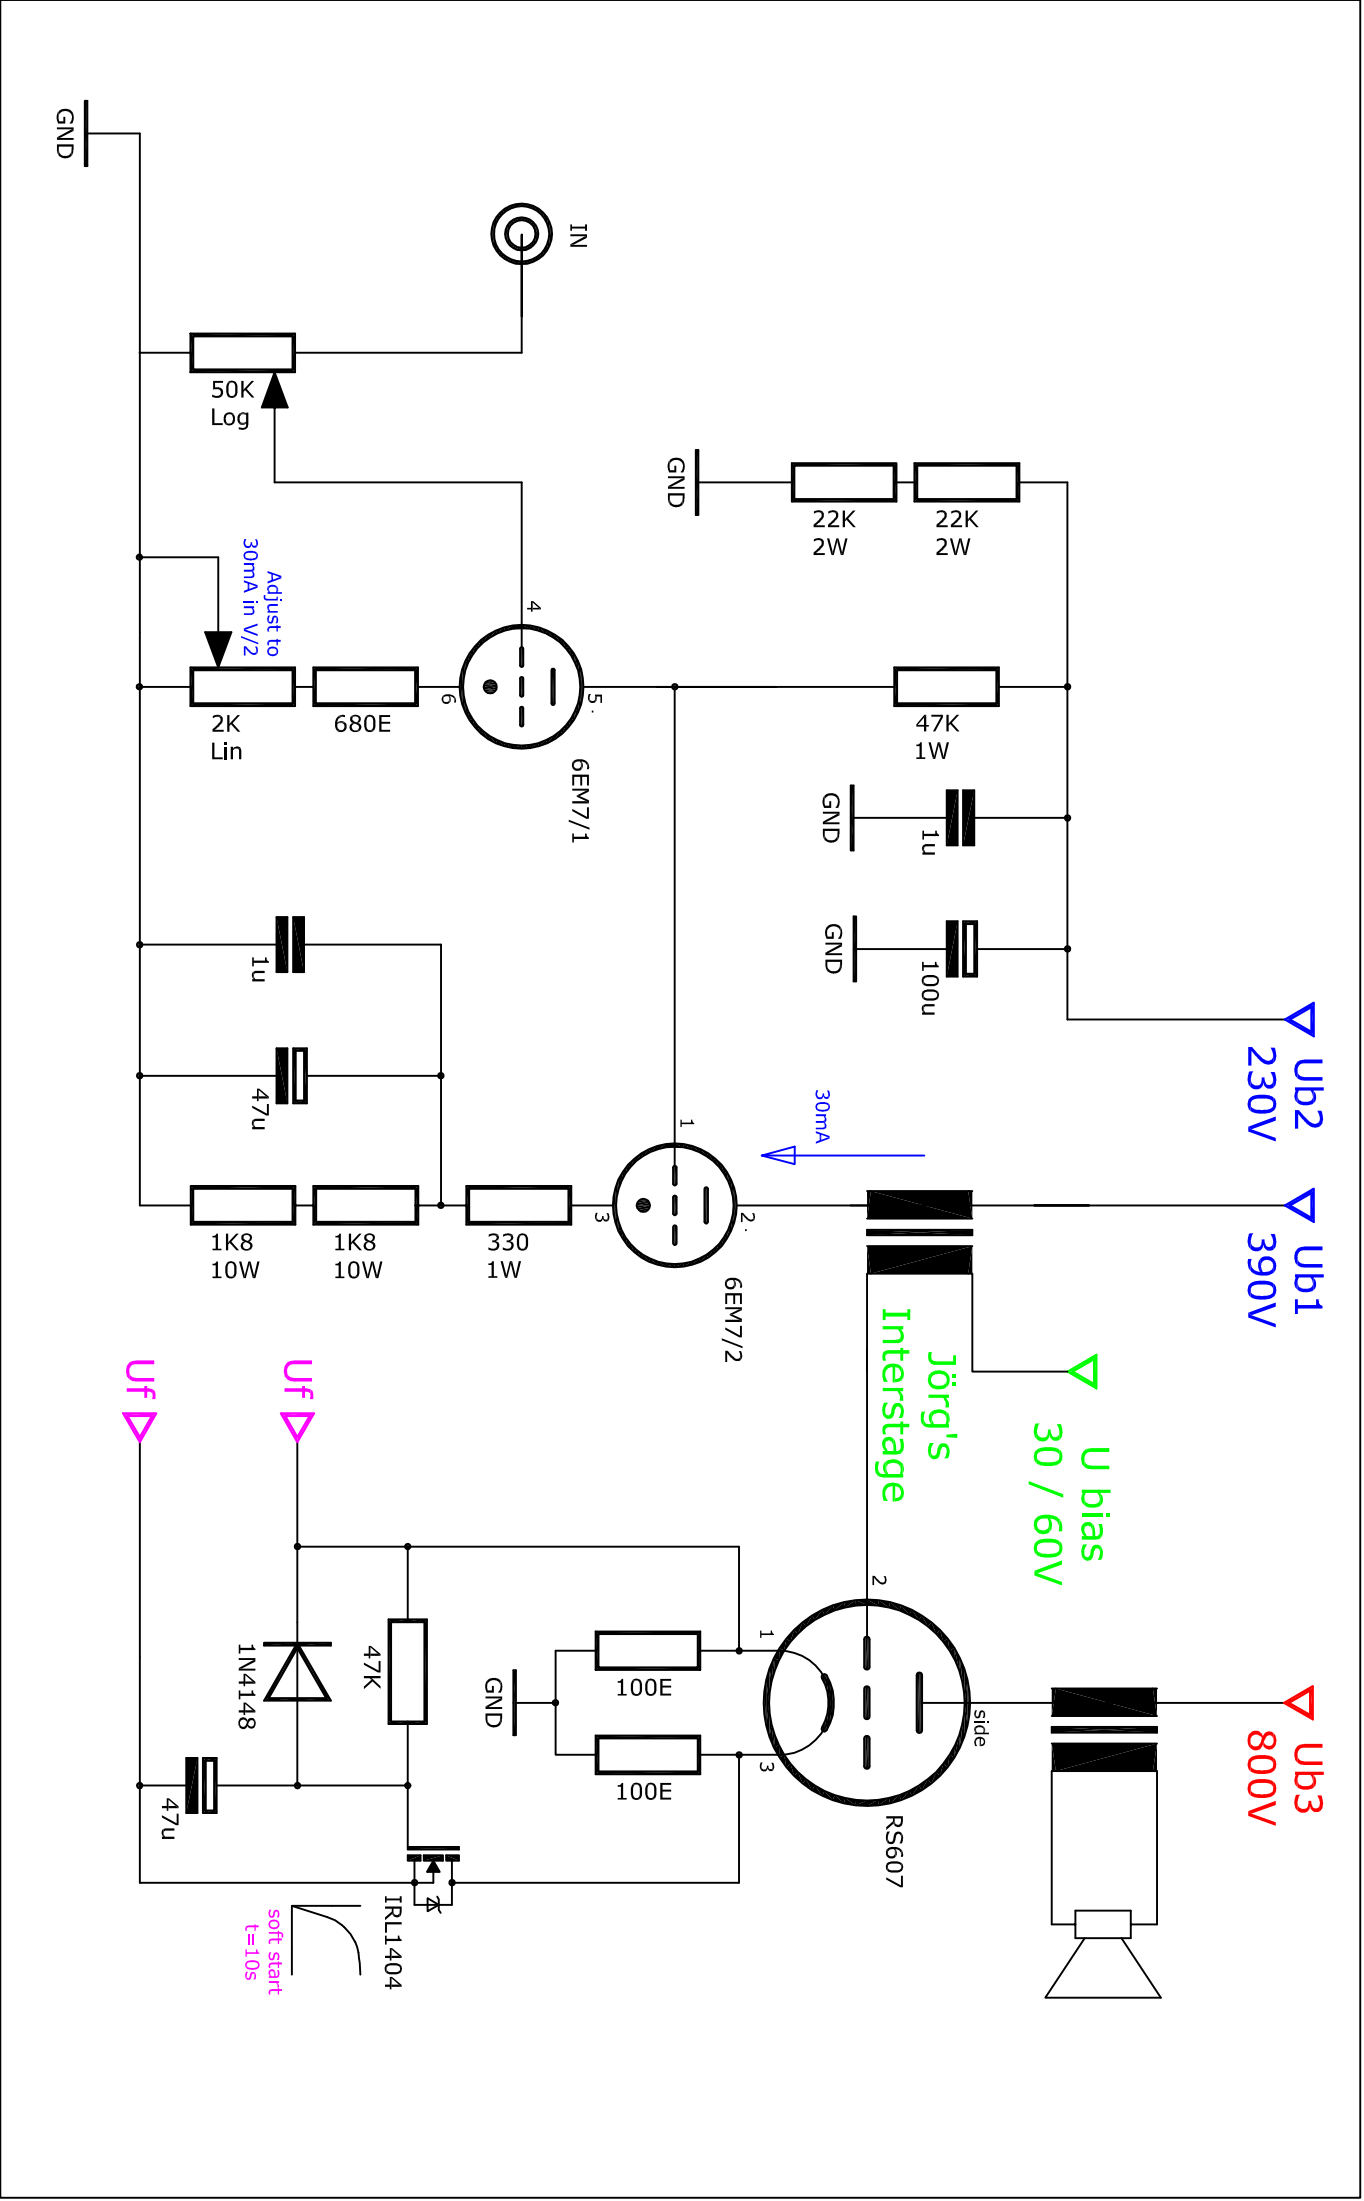 Ub2
230V
Ub1
390V
Ub3
800V
U bias
30 / 60V
Jörg's
Interstage
IN
GND
50K
Log
GND
22K
2W
22K
2W
Adjust to
30mA in V/2
2K
Lin
680E
4
5
6
6EM7/1
47K
1W
GND
1u
GND
100u
1u
47u
30mA
1
2
3
6EM7/2
1K8
10W
1K8
10W
330
1W
Uf
Uf
1N4148
47K
47u
GND
100E
100E
2
1
3
side
RS607
IRL1404
soft start
t=10s